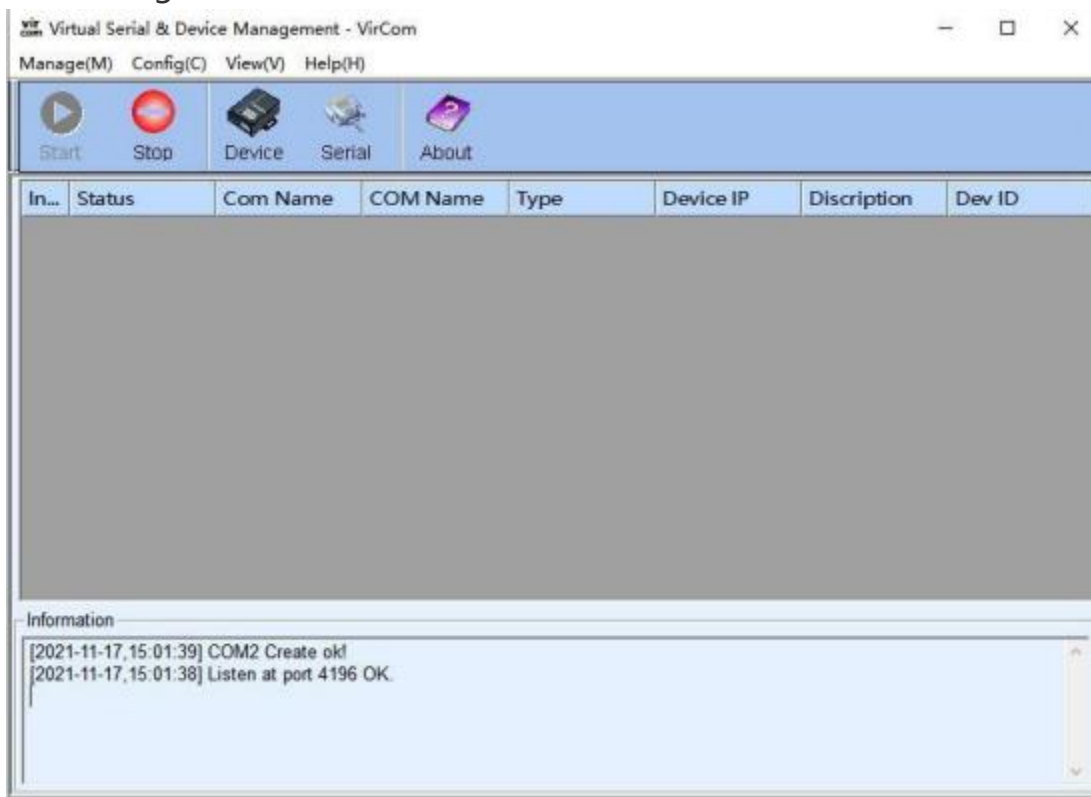 vir com Virtual Serial & Device Management - VirCom
Manage(M) Config(C) View(V) Help(H)
Start Stop Device Serial About
In... Status Com Name COM Name Type Device IP Discription Dev ID
Information
[2021-11-17,15:01:39] COM2 Create ok!
[2021-11-17,15:01:38] Listen at port 4196 OK.